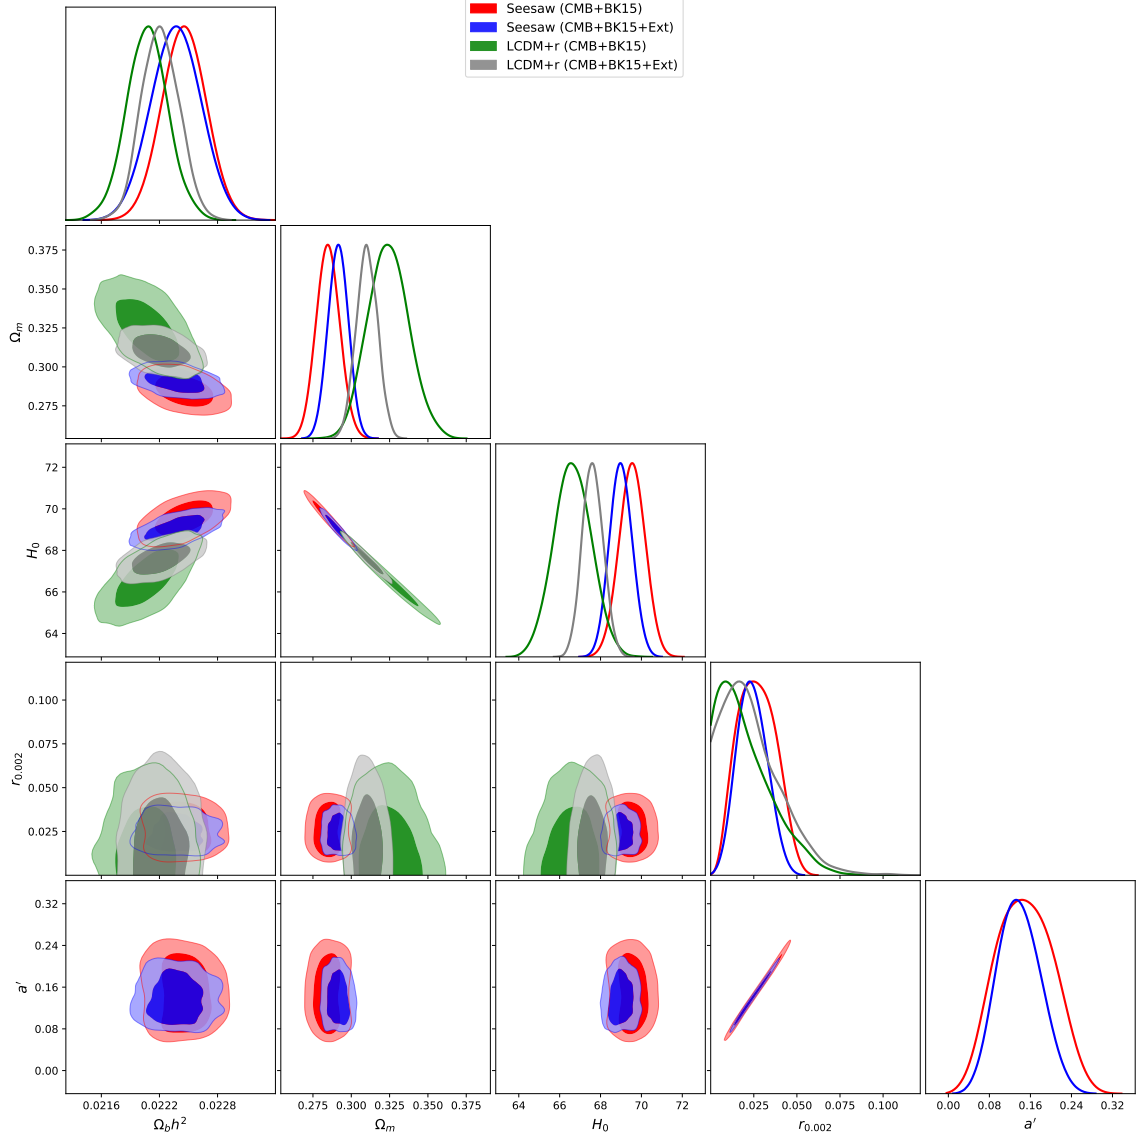 Seesaw (CMB+BK15)
Seesaw (CMB+BK15+Ext)
LCDM+r (CMB+BK15)
LCDM+r (CMB+BK15+Ext)
0.375
0.350
0.325
0.300
0.275
Ωm
72
70
68
66
64
H0
0.100
0.075
0.050
0.025
r0.002
0.32
0.24
0.16
0.08
0.00
a′
0.0216 0.0222 0.0228
0.275 0.300 0.325 0.350 0.375
64 66 68 70 72
0.025 0.050 0.075 0.100
0.00 0.08 0.16 0.24 0.32
Ωbh² Ωm H0 r0.002 a′